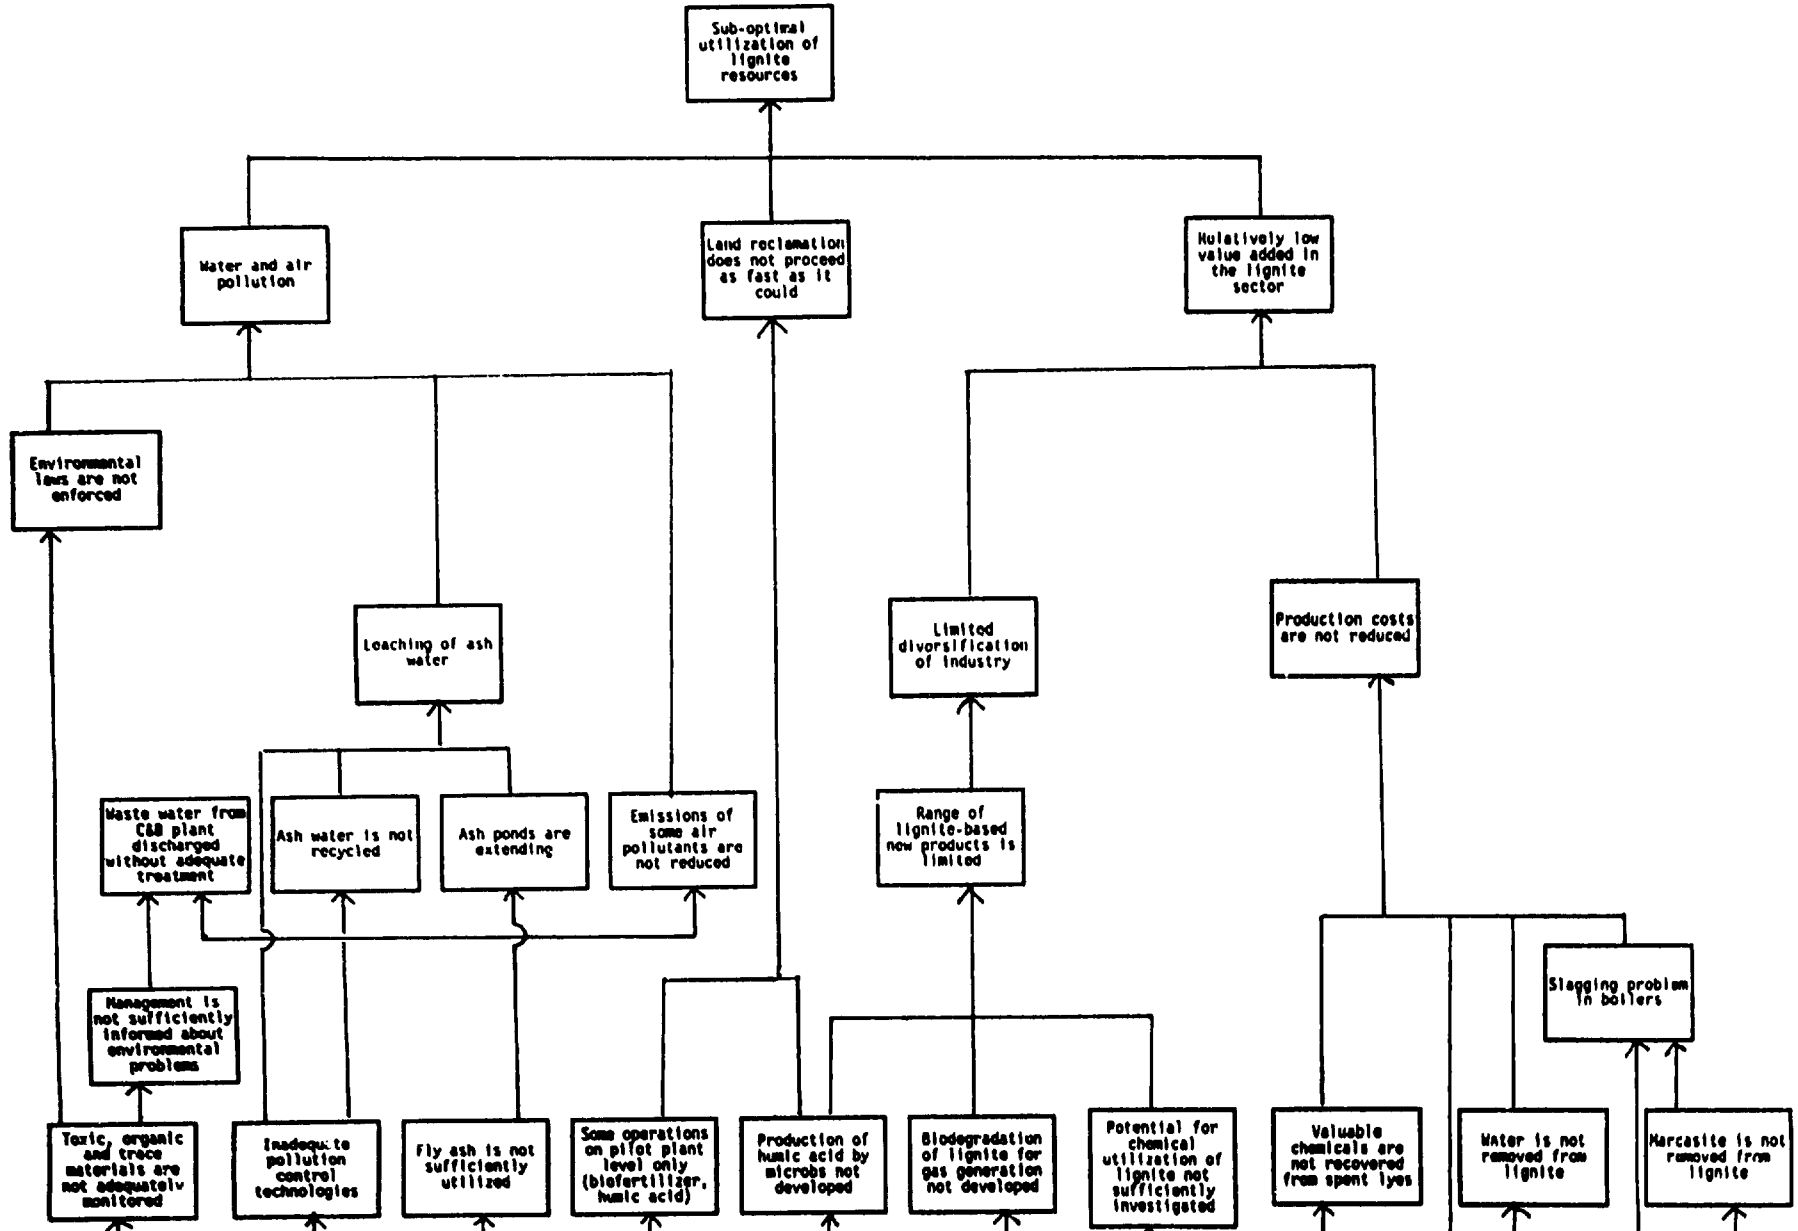 Sub-optimal
utilization of
lignite
resources
Water and air
pollution
Land reclamation
does not proceed
as fast as it
could
Hulatively low
value added in
the lignite
sector
Environmental
laws are not
enforced
Leaching of ash
water
Limited
diversification
of industry
Production costs
are not reduced
Waste water from
C&B plant
discharged
without adequate
treatment
Ash water is not
recycled
Ash ponds are
extending
Emissions of
some air
pollutants are
not reduced
Range of
lignite-based
new products is
limited
Slagging problem
in boilers
Management is
not sufficiently
informed about
environmental
problems
Toxic, organic
and trace
materials are
not adequately
monitored
Inadequate
pollution
control
technologies
Fly ash is not
sufficiently
utilized
Some operations
on pilot plant
level only
(biofertilizer,
humic acid)
Production of
humic acid by
microbs not
developed
Biodegradation
of lignite for
gas generation
not developed
Potential for
chemical
utilization of
lignite not
sufficiently
investigated
Valuable
chemicals are
not recovered
from spent lyes
Water is not
removed from
lignite
Marcasite is not
removed from
lignite